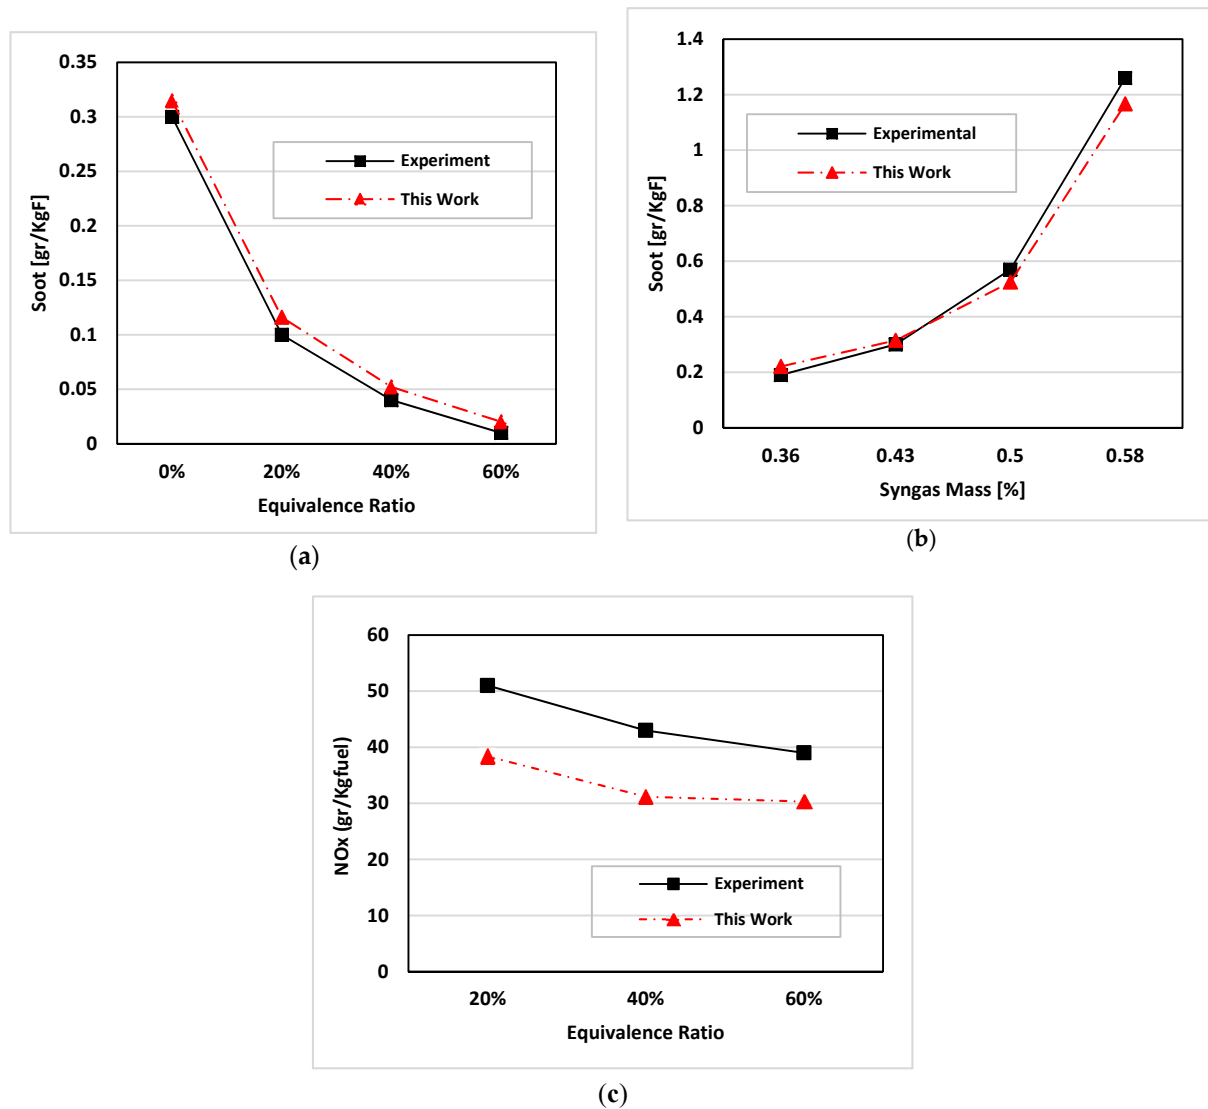 0.35
0.3
0.25
0.2
0.15
0.1
0.05
0
Soot [gr/KgF]
Experiment
This Work
0% 20% 40% 60%
Equivalence Ratio
(a)
1.4
1.2
1
0.8
0.6
0.4
0.2
0
Soot [gr/KgF]
Experimental
This Work
0.36 0.43 0.5 0.58
Syngas Mass [%]
(b)
60
50
40
30
20
10
0
NOx (gr/Kgfuel)
Experiment
This Work
20% 40% 60%
Equivalence Ratio
(c)